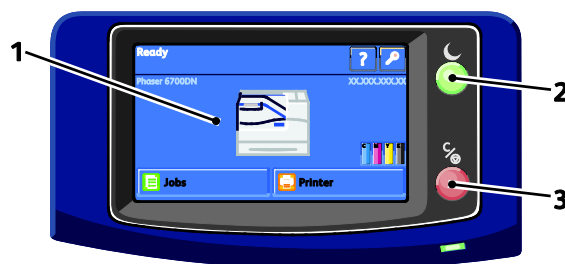 1
Ready
?
Phaser 6700DN
XX.XXX.XXX.XX
2
C/
C M Y K
Jobs
Printer
3